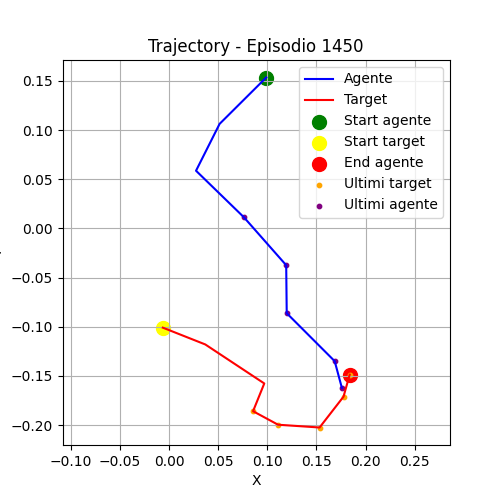 Trajectory - Episodio 1450
Agente
Target
Start agente
Start target
End agente
Ultimi target
Ultimi agente
0.15
0.10
0.05
0.00
−0.05
−0.10
−0.15
−0.20
−0.10
−0.05
0.00
0.05
0.10
0.15
0.20
0.25
X